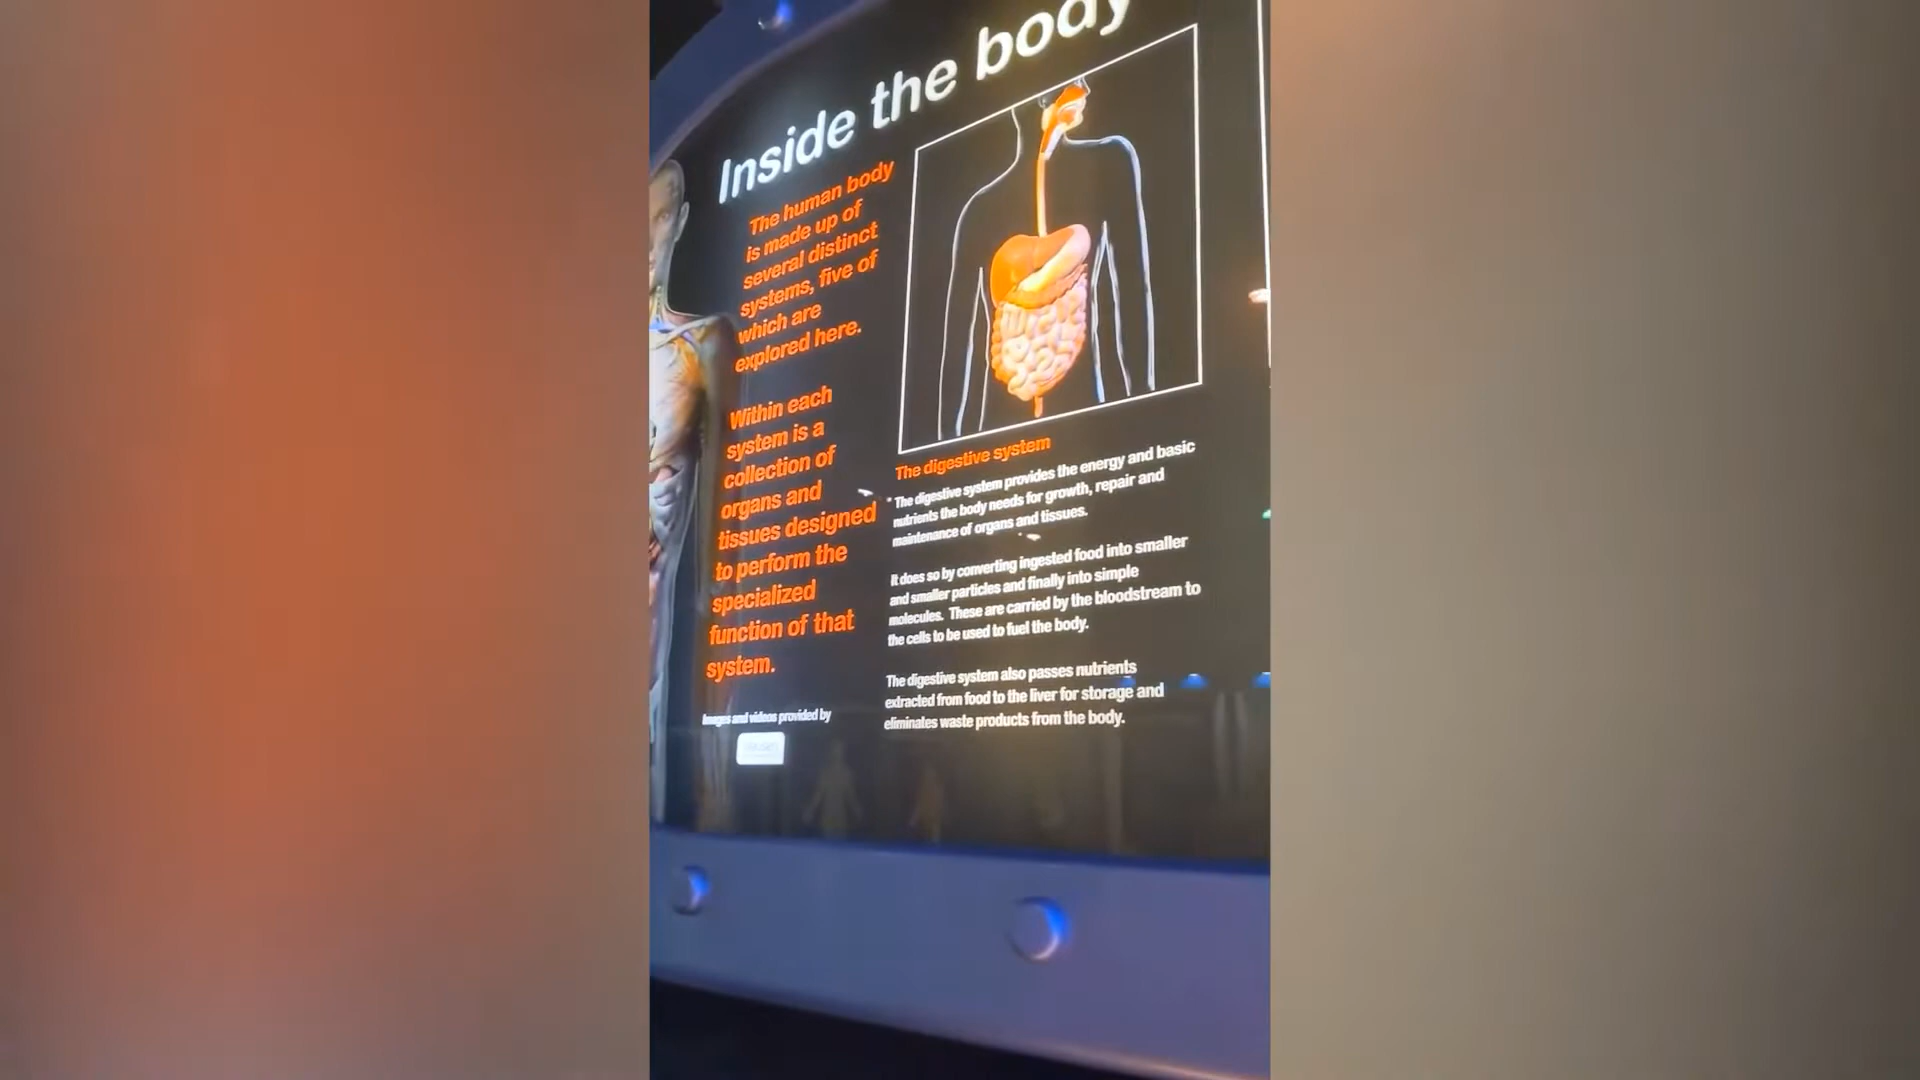 Inside the body
The human body
is made up of
several distinct
systems, five of
which are
explored here.
Within each
system is a
collection of
organs and
tissues designed
to perform the
specialized
function of that
system.
Images and videos provided by
The digestive system
The digestive system provides the energy and basic
nutrients the body needs for growth, repair and
maintenance of organs and tissues.
It does so by converting ingested food into smaller
and smaller particles and finally into simple
molecules. These are carried by the bloodstream to
the cells to be used to fuel the body.
The digestive system also passes nutrients
extracted from food to the liver for storage and
eliminates waste products from the body.